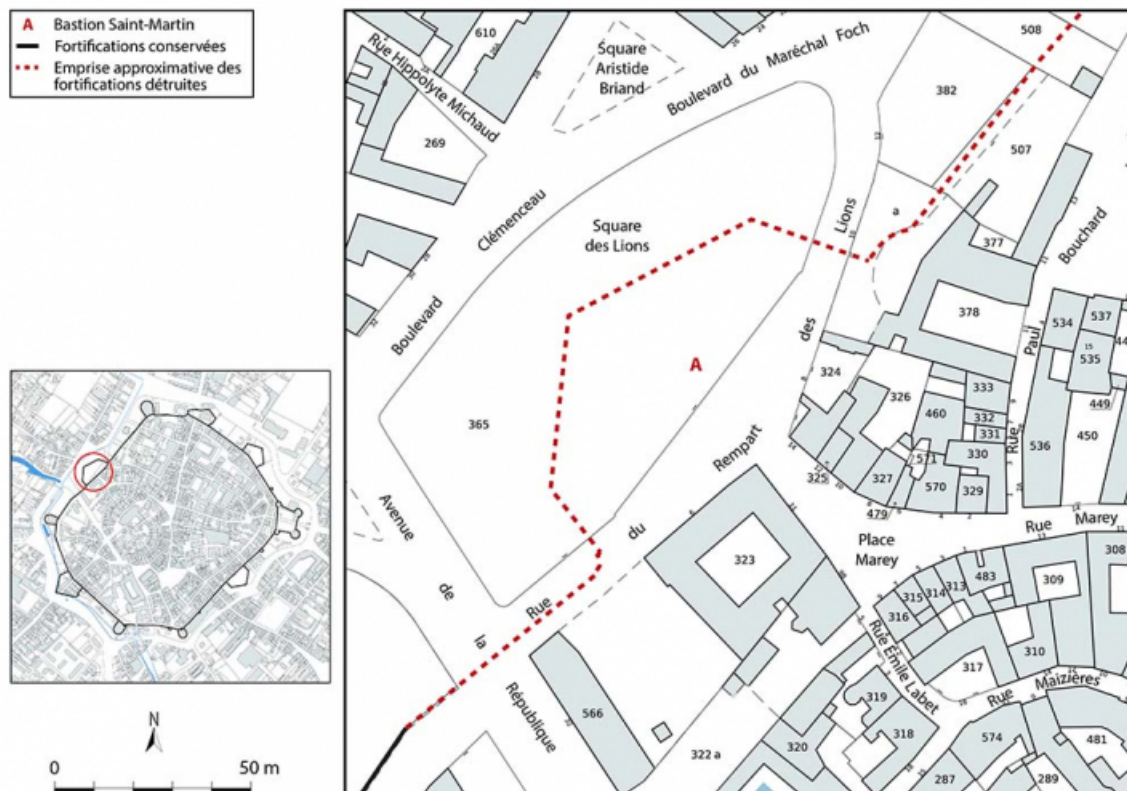 A Bastion Saint-Martin
Fortifications conservées
Emprise approximative des
fortifications détruites
N
0 50 m
610
Rue Hippolyte Michaud
269
Square
Aristide
Briand
Boulevard du Maréchal Foch
508
382
507
Clémenceau
Boulevard
Square
des Lions
Lions
des
a
377
Bouchard
Paul
Rue
378
534
537
535
15
449
450
536
365
A
324
326
333
332
331
330
460
571
327
570
329
325
479
Rempart
du
Rue
Avenue
de
la
République
323
Place
Marey
Rue Marey
308
309
483
313
314
315
316
310
317
Rue Emile Labet
Rue Maizières
319
318
320
322 a
566
574
481
287
289